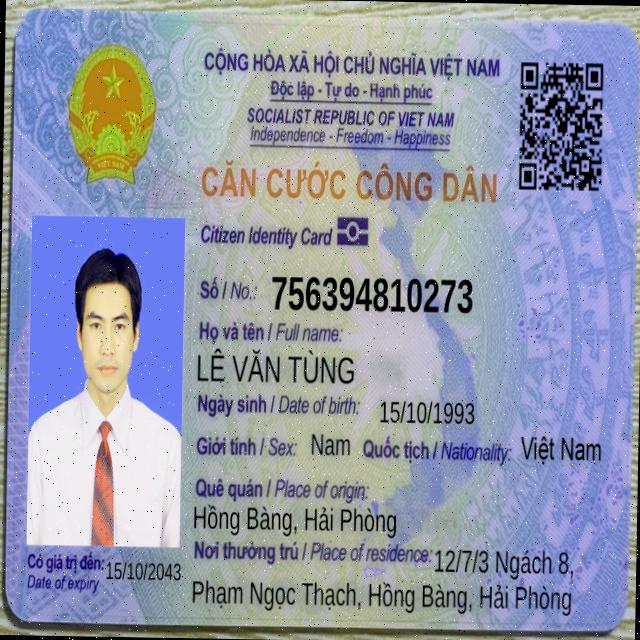 CỘNG HÒA XÃ HỘI CHỦ NGHĨA VIỆT NAM
Độc lập - Tự do - Hạnh phúc
SOCIALIST REPUBLIC OF VIET NAM
Independence - Freedom - Happiness
CĂN CƯỚC CÔNG DÂN
Citizen Identity Card
Số / No.: 756394810273
Họ và tên / Full name:
LÊ VĂN TÙNG
Ngày sinh / Date of birth: 15/10/1993
Giới tính / Sex: Nam Quốc tịch / Nationality: Việt Nam
Quê quán / Place of origin:
Hồng Bàng, Hải Phòng
Nơi thường trú / Place of residence: 12/7/3 Ngách 8,
Phạm Ngọc Thạch, Hồng Bàng, Hải Phòng
Có giá trị đến: 15/10/2043
Date of expiry
VIỆT NAM